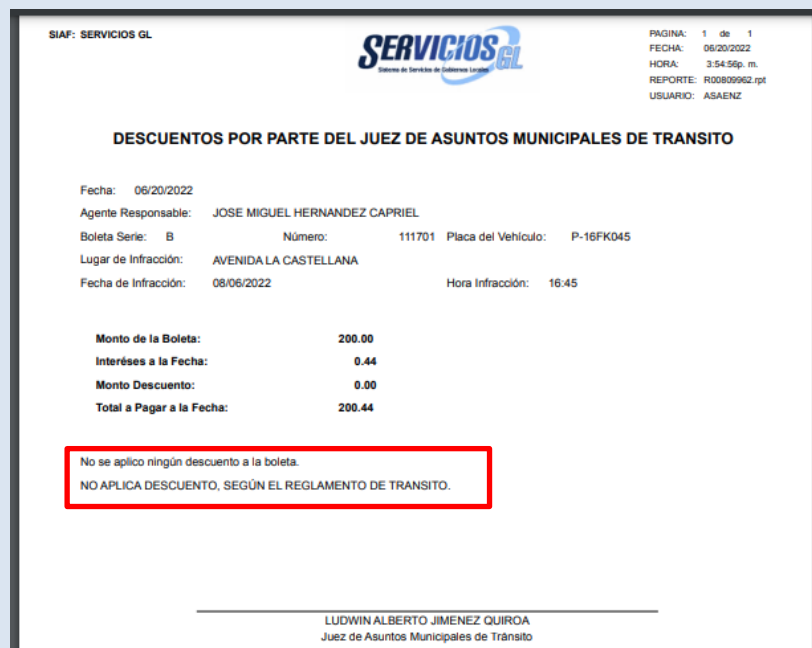 SIAF: SERVICIOS GL
SERVICIOS GL
Sistema de Servicios de Gobiernos Locales
PAGINA: 1 de 1
FECHA: 06/20/2022
HORA: 3:54:56p. m.
REPORTE: R00809962.rpt
USUARIO: ASAENZ
DESCUENTOS POR PARTE DEL JUEZ DE ASUNTOS MUNICIPALES DE TRANSITO
Fecha: 06/20/2022
Agente Responsable: JOSE MIGUEL HERNANDEZ CAPRIEL
Boleta Serie: B Número: 111701 Placa del Vehículo: P-16FK045
Lugar de Infracción: AVENIDA LA CASTELLANA
Fecha de Infracción: 08/06/2022 Hora Infracción: 16:45
Monto de la Boleta: 200.00
Interéses a la Fecha: 0.44
Monto Descuento: 0.00
Total a Pagar a la Fecha: 200.44
No se aplico ningún descuento a la boleta.
NO APLICA DESCUENTO, SEGÚN EL REGLAMENTO DE TRANSITO.
LUDWIN ALBERTO JIMENEZ QUIROA
Juez de Asuntos Municipales de Tránsito